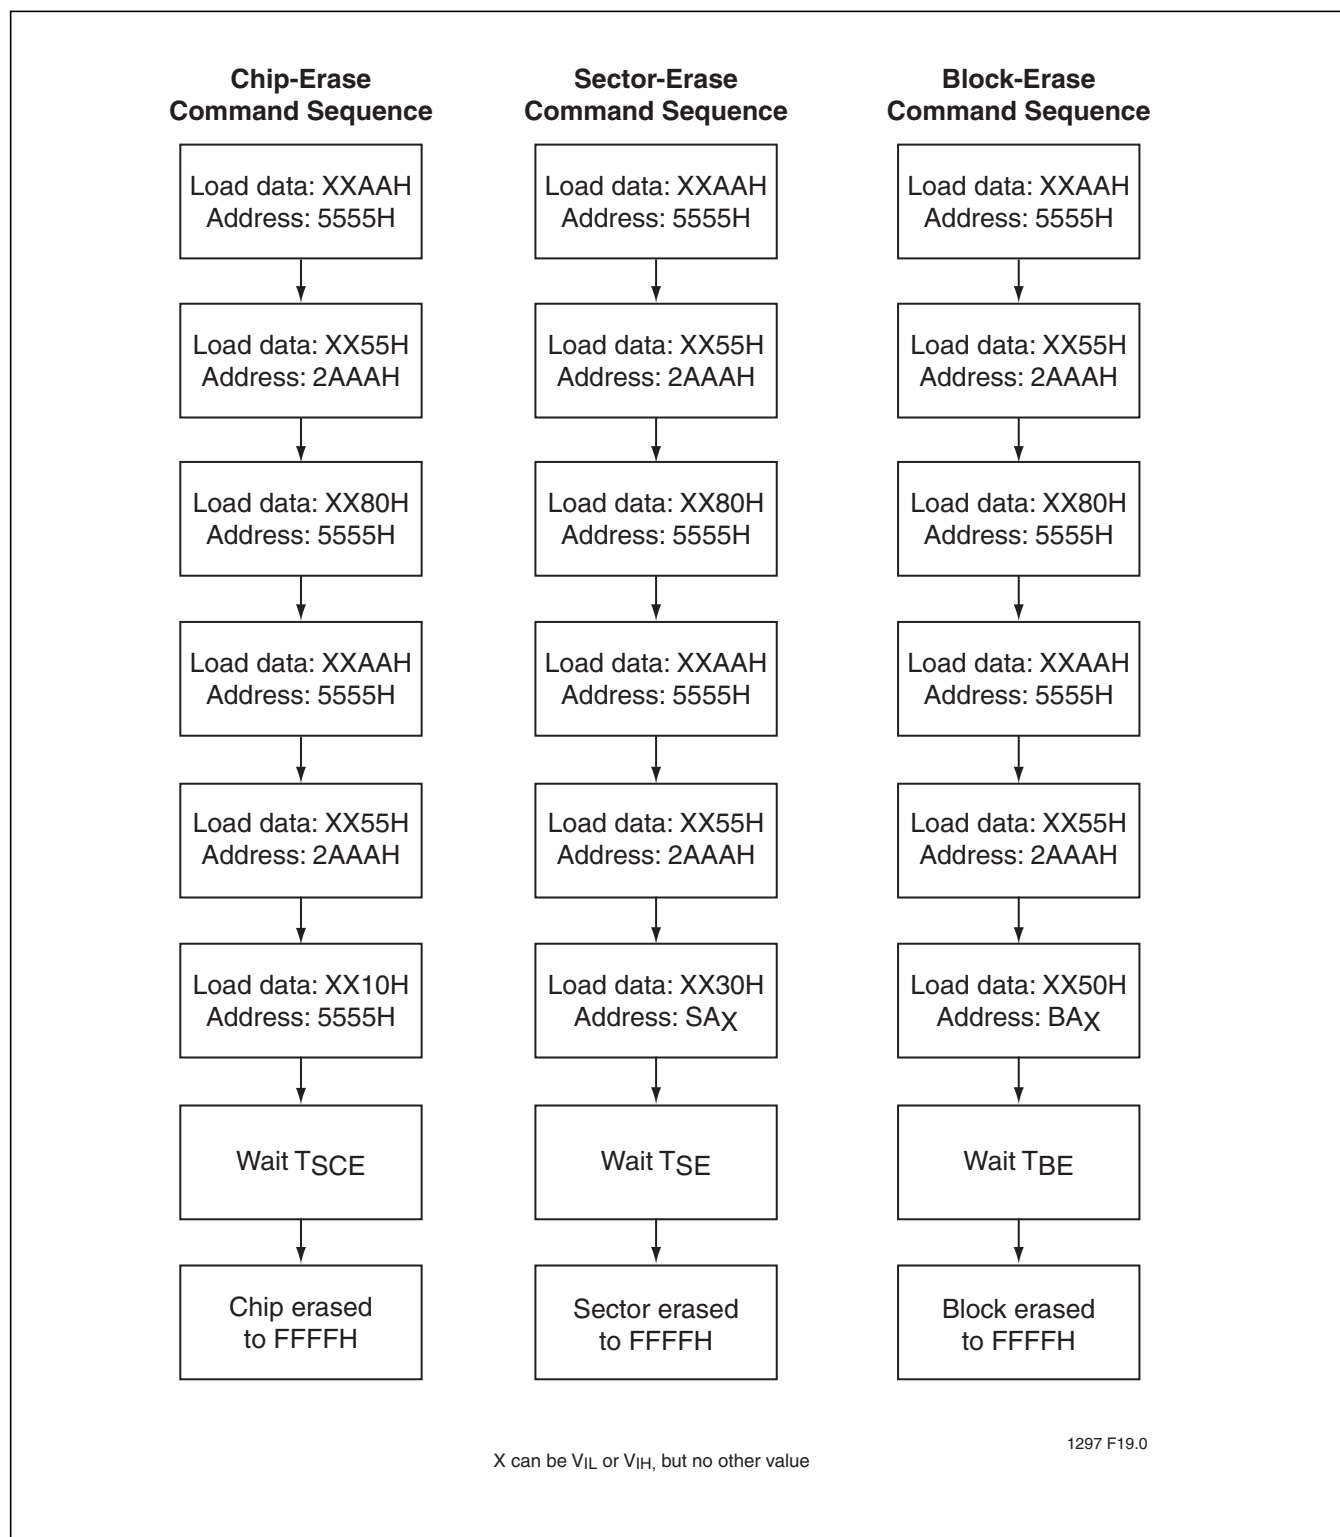 Chip-Erase
Command Sequence
Load data: XXAAH
Address: 5555H
Load data: XX55H
Address: 2AAAH
Load data: XX80H
Address: 5555H
Load data: XXAAH
Address: 5555H
Load data: XX55H
Address: 2AAAH
Load data: XX10H
Address: 5555H
Wait TSCE
Chip erased
to FFFFH
Sector-Erase
Command Sequence
Load data: XXAAH
Address: 5555H
Load data: XX55H
Address: 2AAAH
Load data: XX80H
Address: 5555H
Load data: XXAAH
Address: 5555H
Load data: XX55H
Address: 2AAAH
Load data: XX30H
Address: SAX
Wait TSE
Sector erased
to FFFFH
Block-Erase
Command Sequence
Load data: XXAAH
Address: 5555H
Load data: XX55H
Address: 2AAAH
Load data: XX80H
Address: 5555H
Load data: XXAAH
Address: 5555H
Load data: XX55H
Address: 2AAAH
Load data: XX50H
Address: BAX
Wait TBE
Block erased
to FFFFH
1297 F19.0
X can be VIL or VIH, but no other value